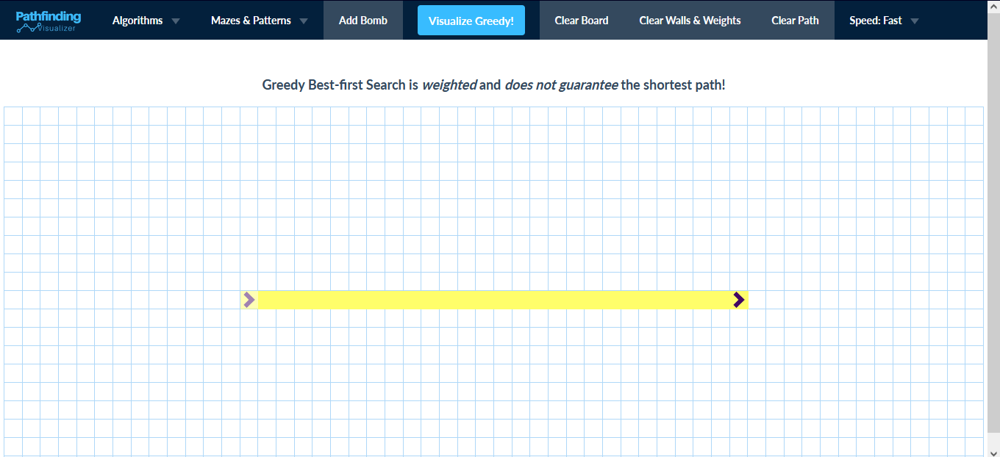 Pathfinding
Visualizer
Algorithms
Mazes & Patterns
Add Bomb
Visualize Greedy!
Clear Board
Clear Walls & Weights
Clear Path
Speed: Fast
Greedy Best-first Search is weighted and does not guarantee the shortest path!